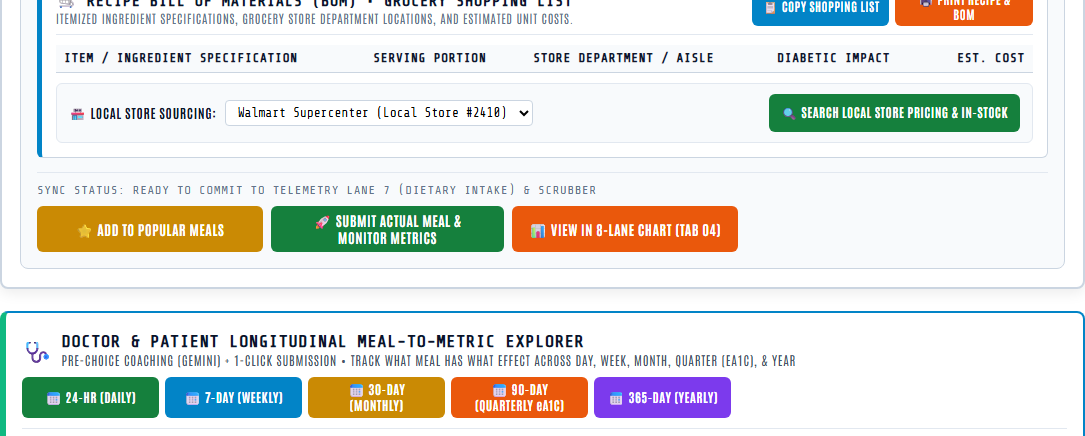 RECIPE BILL OF MATERIALS (BOM) • GROCERY SHOPPING LIST
ITEMIZED INGREDIENT SPECIFICATIONS, GROCERY STORE DEPARTMENT LOCATIONS, AND ESTIMATED UNIT COSTS.
COPY SHOPPING LIST
PRINT RECIPE &
BOM
ITEM / INGREDIENT SPECIFICATION SERVING PORTION STORE DEPARTMENT / AISLE DIABETIC IMPACT EST. COST
LOCAL STORE SOURCING: Walmart Supercenter (Local Store #2410) SEARCH LOCAL STORE PRICING & IN-STOCK
SYNC STATUS: READY TO COMMIT TO TELEMETRY LANE 7 (DIETARY INTAKE) & SCRUBBER
ADD TO POPULAR MEALS
SUBMIT ACTUAL MEAL &
MONITOR METRICS
VIEW IN 8-LANE CHART (TAB 04)
DOCTOR & PATIENT LONGITUDINAL MEAL-TO-METRIC EXPLORER
PRE-CHOICE COACHING (GEMINI) + 1-CLICK SUBMISSION • TRACK WHAT MEAL HAS WHAT EFFECT ACROSS DAY, WEEK, MONTH, QUARTER (EA1C), & YEAR
24-HR (DAILY)
7-DAY (WEEKLY)
30-DAY
(MONTHLY)
90-DAY
(QUARTERLY eA1C)
365-DAY (YEARLY)